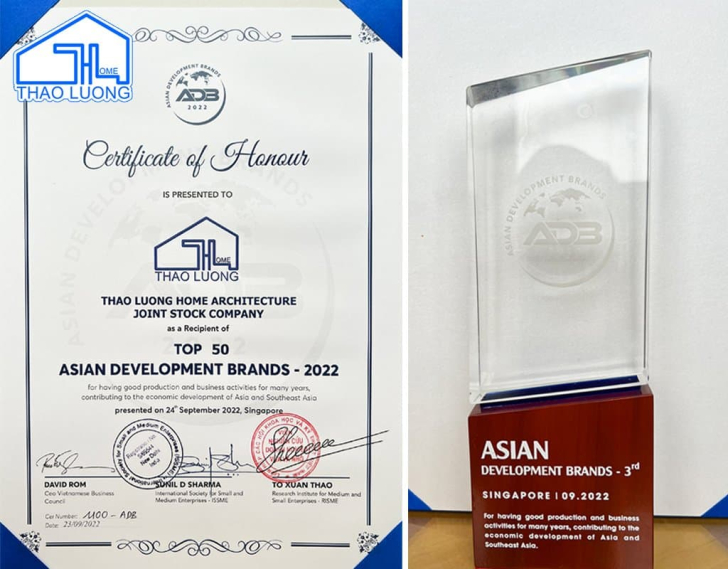 HOME
THAO LUONG
ASIAN DEVELOPMENT BRANDS
ADB
2022
Certificate of Honour
IS PRESENTED TO
HOME
THAO LUONG
THAO LUONG HOME ARCHITECTURE
JOINT STOCK COMPANY
as a Recipient of
TOP 50
ASIAN DEVELOPMENT BRANDS - 2022
for having good production and business activities for many years,
contributing to the economic development of Asia and Southeast Asia
presented on 24th September 2022, Singapore
DAVID ROM
Ceo Vietnamese Business
Council
SUNIL D SHARMA
International Society for Small and
Medium Enterprises - ISSME
TO XUAN THAO
Research Institute for Medium and
Small Enterprises - RISME
Cer Number: 1100 - ADB
Date: 23/09/2022
ASIAN DEVELOPMENT BRANDS
ADB
ASIAN
DEVELOPMENT BRANDS - 3rd
SINGAPORE | 09.2022
For having good production and business
activities for many years, contributing to the
economic development of Asia and
Southeast Asia.